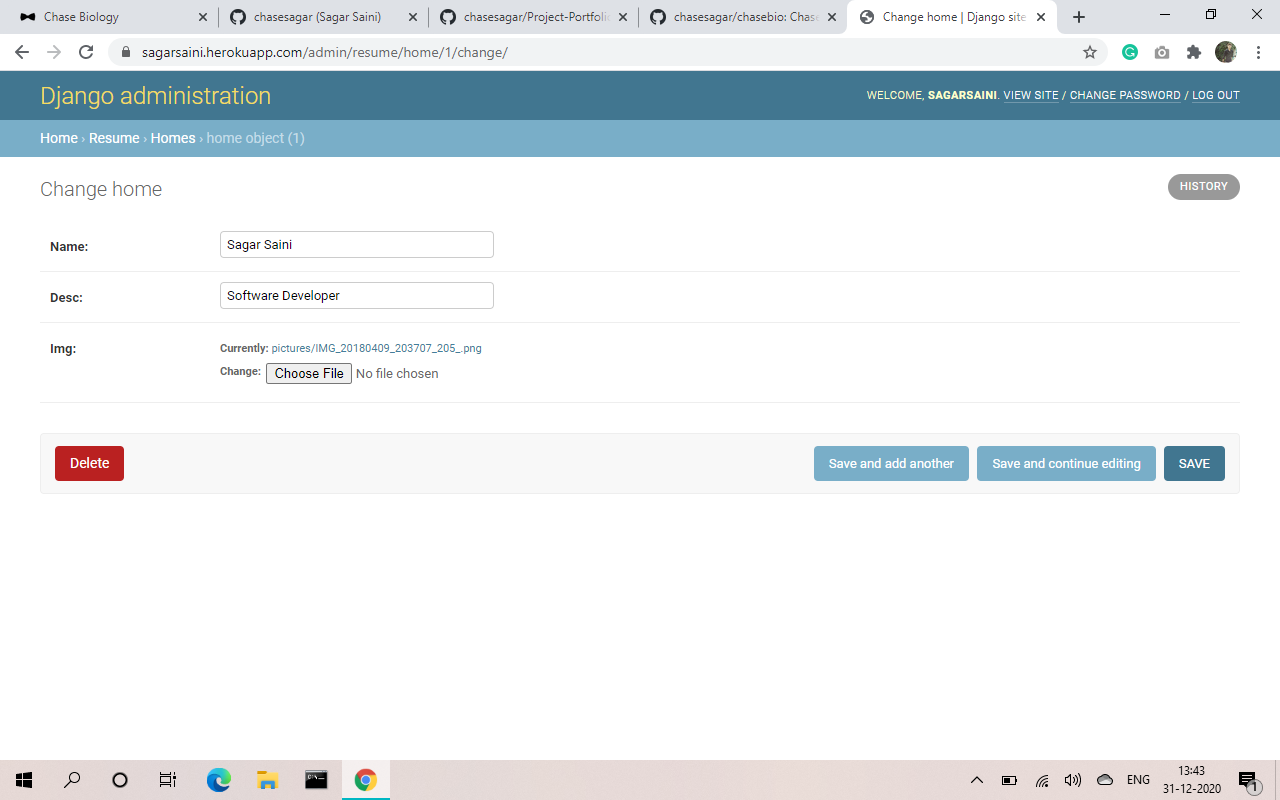 Chase Biology
chasesagar (Sagar Saini)
chasesagar/Project-Portfolio
chasesagar/chasebio: Chase
Change home | Django site
sagarsaini.herokuapp.com/admin/resume/home/1/change/
Django administration
WELCOME, SAGARSAINI. VIEW SITE / CHANGE PASSWORD / LOG OUT
Home › Resume › Homes › home object (1)
Change home
HISTORY
Name:
Sagar Saini
Desc:
Software Developer
Img:
Currently: pictures/IMG_20180409_203707_205_.png
Change: Choose File No file chosen
Delete
Save and add another
Save and continue editing
SAVE
ENG
13:43
31-12-2020
1